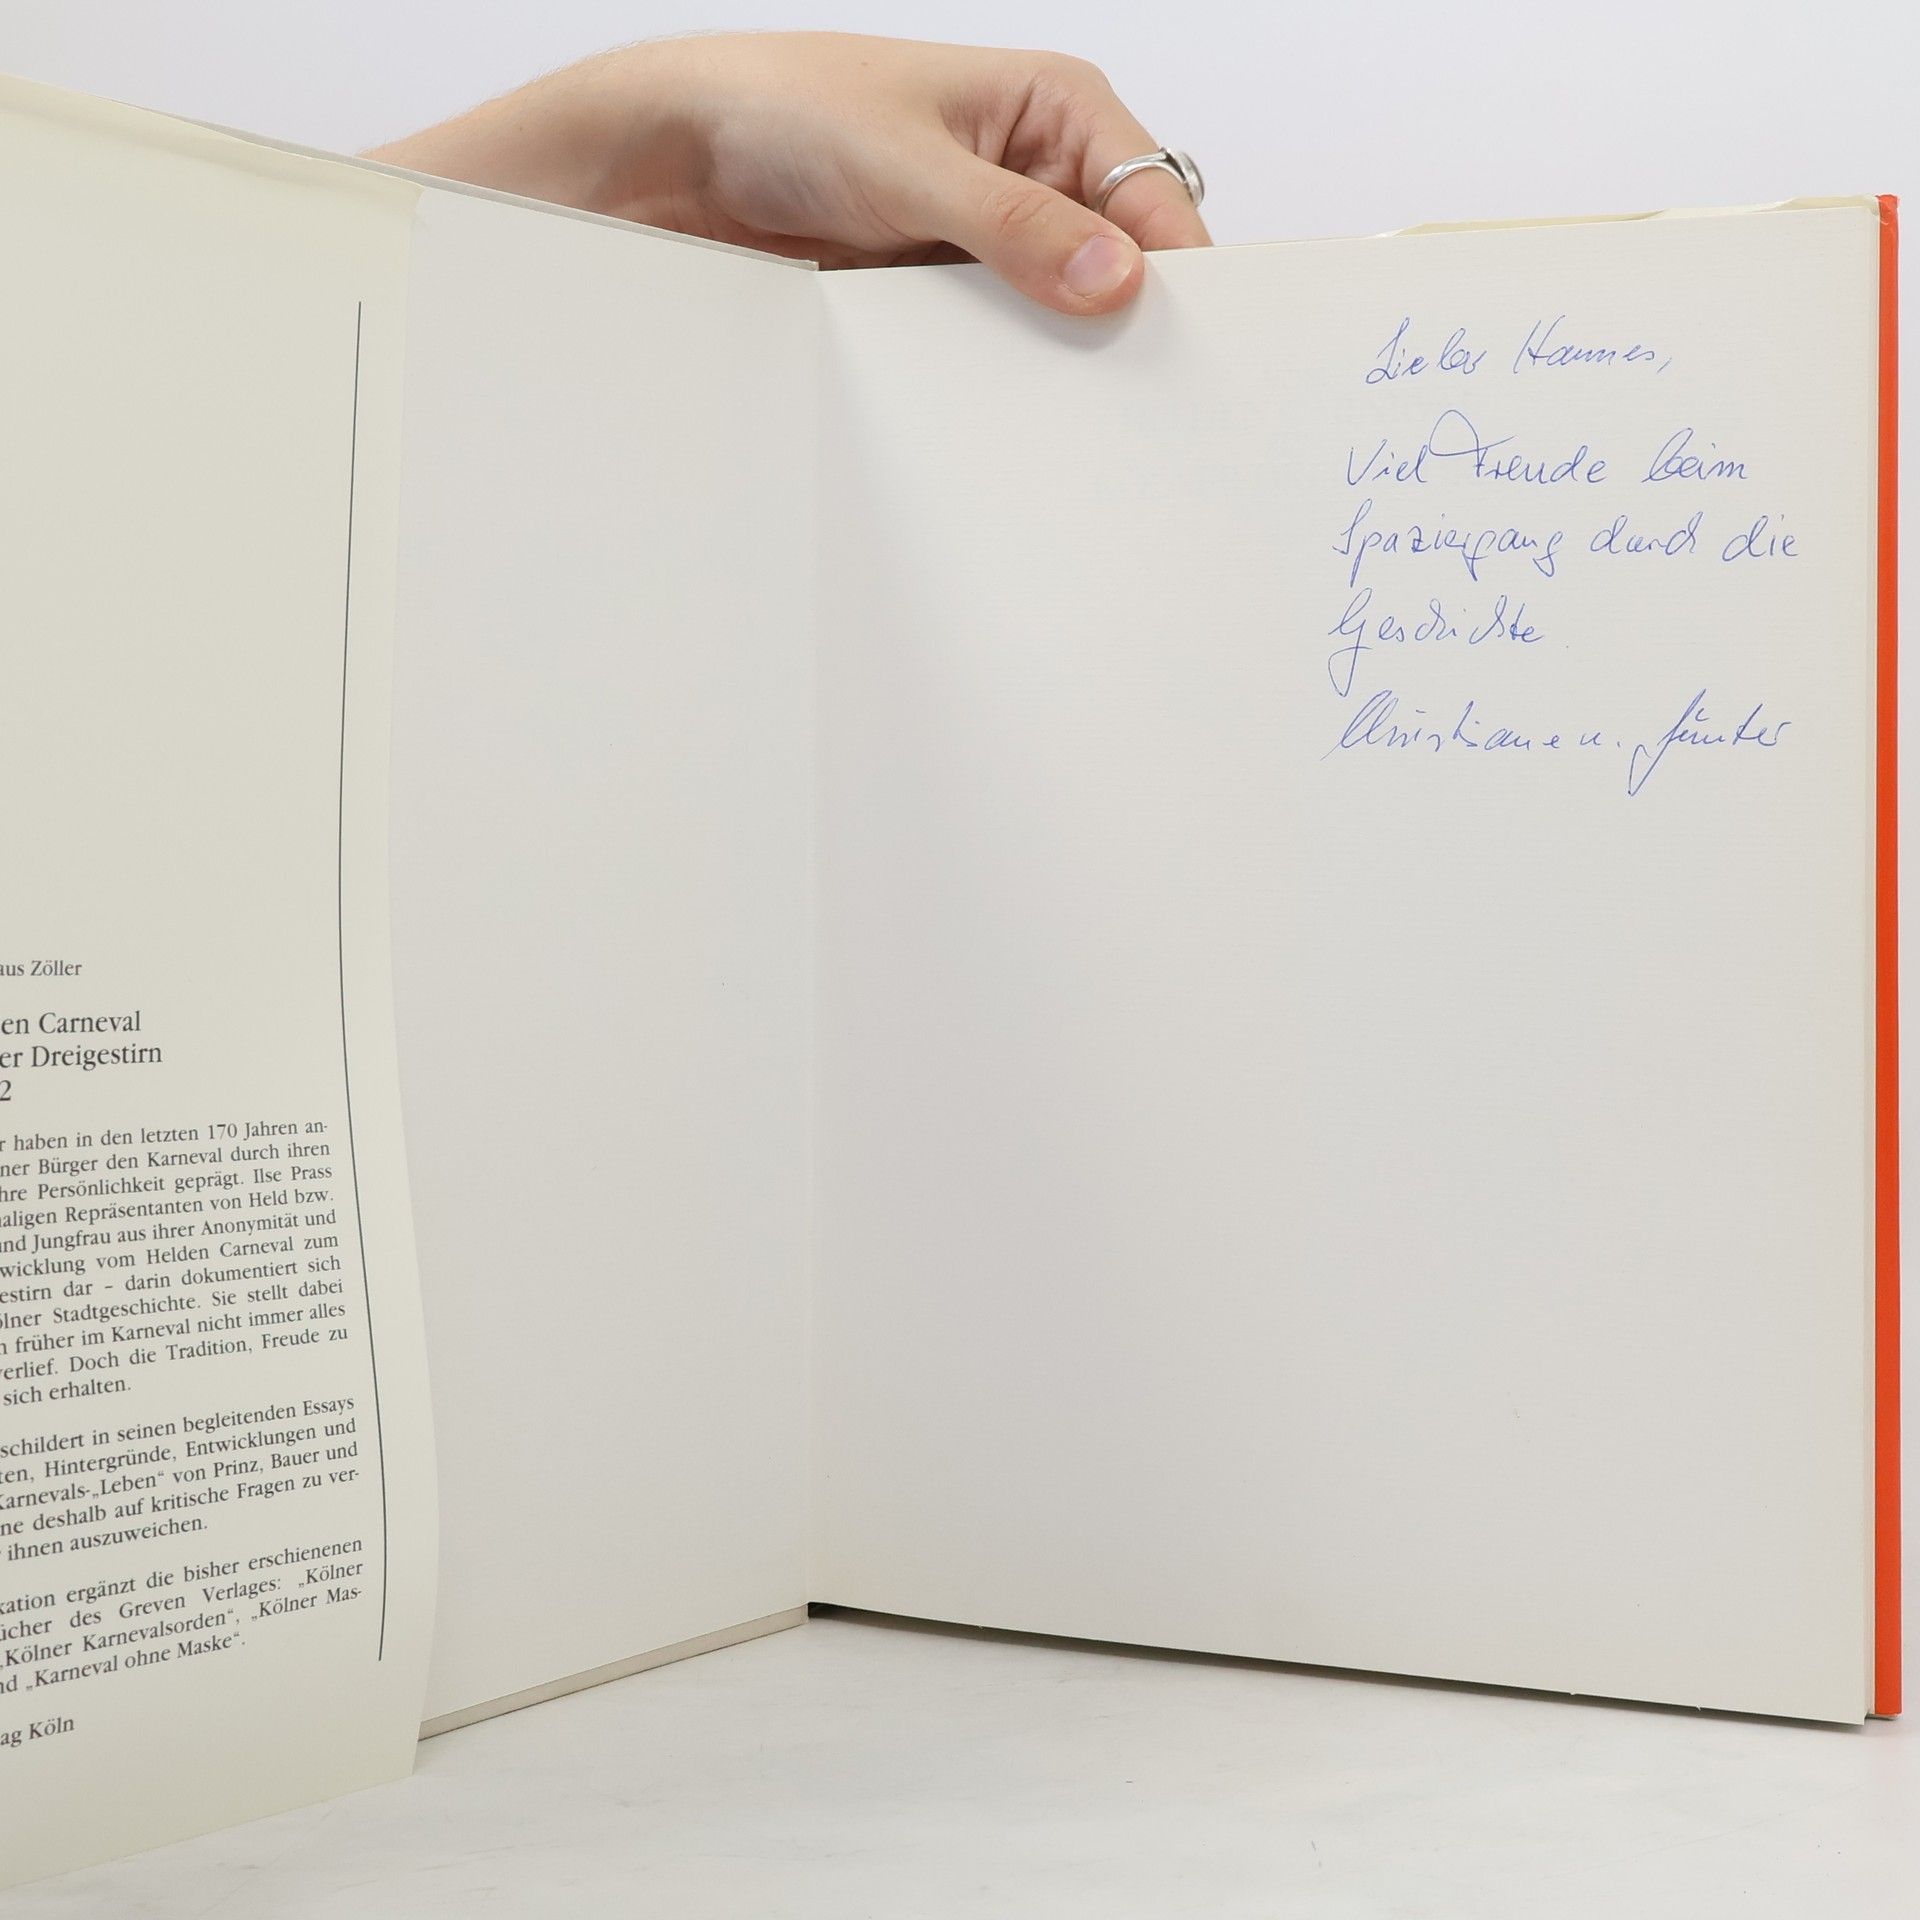 aus Zöller
en Carneval
er Dreigestirn
2
r haben in den letzten 170 Jahren an-
ner Bürger den Karneval durch ihren
hre Persönlichkeit geprägt. Ilse Prass
aligen Repräsentanten von Held bzw.
und Jungfrau aus ihrer Anonymität und
wicklung vom Helden Carneval zum
estirn dar – darin dokumentiert sich
ölner Stadtgeschichte. Sie stellt dabei
n früher im Karneval nicht immer alles
verlief. Doch die Tradition, Freude zu
sich erhalten.
schildert in seinen begleitenden Essays
ten, Hintergründe, Entwicklungen und
Karnevals-„Leben“ von Prinz, Bauer und
ne deshalb auf kritische Fragen zu ver-
r ihnen auszuweichen.
kation ergänzt die bisher erschienenen
ücher des Greven Verlages: „Kölner
„Kölner Karnevalsorden“, „Kölner Mas-
nd „Karneval ohne Maske“.
ag Köln
Lieber Hannes,
Viel Freude beim
Spaziergang durch die
Geschichte.
Christiane u. Günter